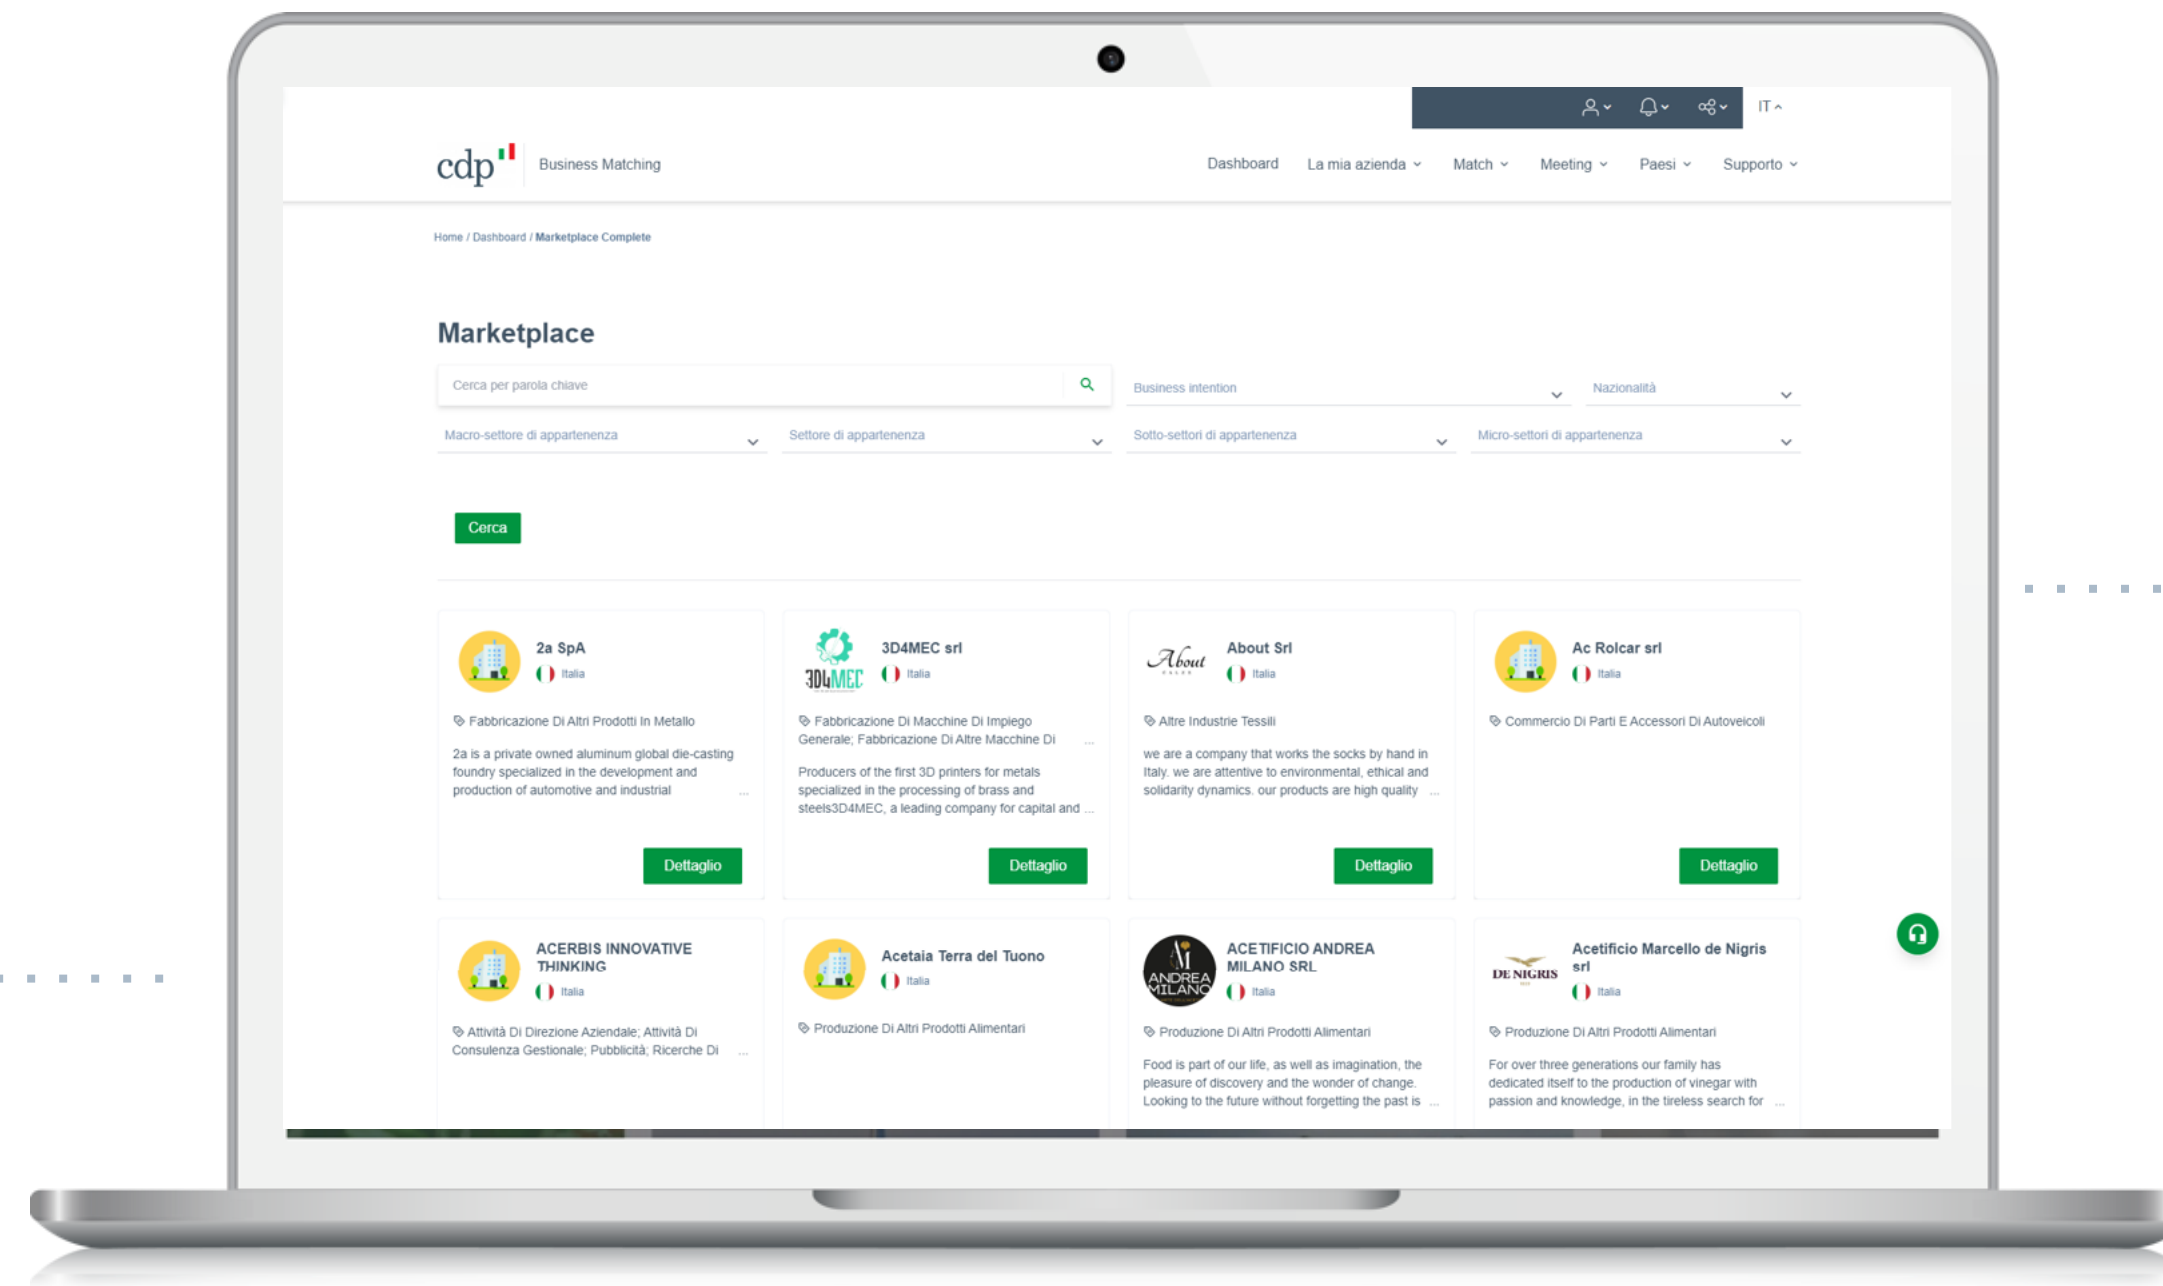 IT
cdp
Business Matching
Dashboard
La mia azienda
Match
Meeting
Paesi
Supporto
Home / Dashboard / Marketplace Complete
Marketplace
Cerca per parola chiave
Business intention
Nazionalità
Macro-settore di appartenenza
Settore di appartenenza
Sotto-settori di appartenenza
Micro-settori di appartenenza
Cerca
2a SpA
Italia
Fabbricazione Di Altri Prodotti In Metallo
2a is a private owned aluminum global die-casting
foundry specialized in the development and
production of automotive and industrial ...
Dettaglio
3D4MEC
3D4MEC srl
Italia
Fabbricazione Di Macchine Di Impiego
Generale; Fabbricazione Di Altre Macchine Di ...
Producers of the first 3D printers for metals
specialized in the processing of brass and
steels3D4MEC, a leading company for capital and ...
Dettaglio
About
About Srl
Italia
Altre Industrie Tessili
we are a company that works the socks by hand in
Italy. we are attentive to environmental, ethical and
solidarity dynamics. our products are high quality ...
Dettaglio
Ac Rolcar srl
Italia
Commercio Di Parti E Accessori Di Autoveicoli
Dettaglio
ACERBIS INNOVATIVE
THINKING
Italia
Attività Di Direzione Aziendale; Attività Di
Consulenza Gestionale; Pubblicità; Ricerche Di ...
Acetaia Terra del Tuono
Italia
Produzione Di Altri Prodotti Alimentari
ANDREA
MILANO
ACETIFICIO ANDREA
MILANO SRL
Italia
Produzione Di Altri Prodotti Alimentari
Food is part of our life, as well as imagination, the
pleasure of discovery and the wonder of change.
Looking to the future without forgetting the past is ...
DE NIGRIS
Acetificio Marcello de Nigris
srl
Italia
Produzione Di Altri Prodotti Alimentari
For over three generations our family has
dedicated itself to the production of vinegar with
passion and knowledge, in the tireless search for ...